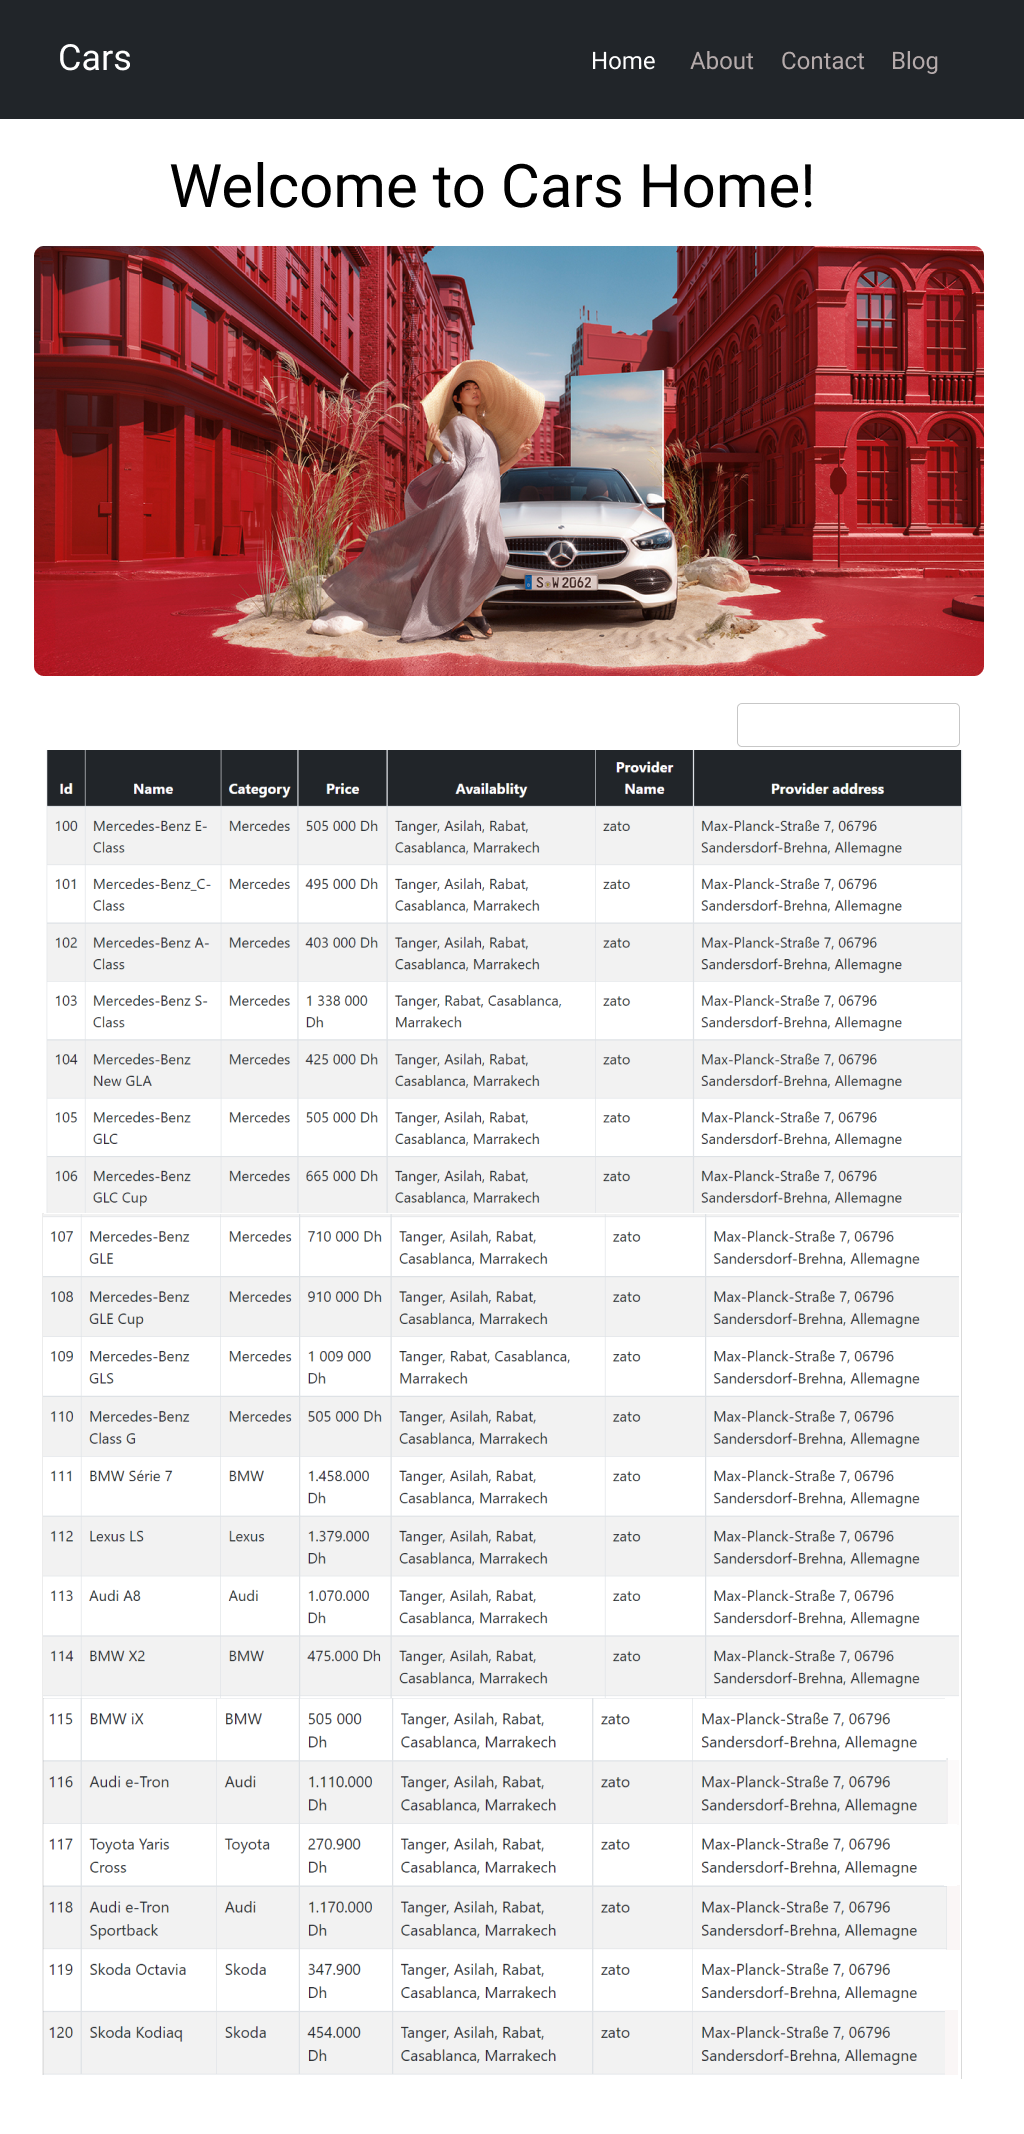 Cars
Home About Contact Blog
Welcome to Cars Home!
S W 2062
Id Name Category Price Availablity Provider Name Provider address
100 Mercedes-Benz E-Class Mercedes 505 000 Dh Tanger, Asilah, Rabat, Casablanca, Marrakech zato Max-Planck-Straße 7, 06796 Sandersdorf-Brehna, Allemagne
101 Mercedes-Benz_C-Class Mercedes 495 000 Dh Tanger, Asilah, Rabat, Casablanca, Marrakech zato Max-Planck-Straße 7, 06796 Sandersdorf-Brehna, Allemagne
102 Mercedes-Benz A-Class Mercedes 403 000 Dh Tanger, Asilah, Rabat, Casablanca, Marrakech zato Max-Planck-Straße 7, 06796 Sandersdorf-Brehna, Allemagne
103 Mercedes-Benz S-Class Mercedes 1 338 000 Dh Tanger, Rabat, Casablanca, Marrakech zato Max-Planck-Straße 7, 06796 Sandersdorf-Brehna, Allemagne
104 Mercedes-Benz New GLA Mercedes 425 000 Dh Tanger, Asilah, Rabat, Casablanca, Marrakech zato Max-Planck-Straße 7, 06796 Sandersdorf-Brehna, Allemagne
105 Mercedes-Benz GLC Mercedes 505 000 Dh Tanger, Asilah, Rabat, Casablanca, Marrakech zato Max-Planck-Straße 7, 06796 Sandersdorf-Brehna, Allemagne
106 Mercedes-Benz GLC Cup Mercedes 665 000 Dh Tanger, Asilah, Rabat, Casablanca, Marrakech zato Max-Planck-Straße 7, 06796 Sandersdorf-Brehna, Allemagne
107 Mercedes-Benz GLE Mercedes 710 000 Dh Tanger, Asilah, Rabat, Casablanca, Marrakech zato Max-Planck-Straße 7, 06796 Sandersdorf-Brehna, Allemagne
108 Mercedes-Benz GLE Cup Mercedes 910 000 Dh Tanger, Asilah, Rabat, Casablanca, Marrakech zato Max-Planck-Straße 7, 06796 Sandersdorf-Brehna, Allemagne
109 Mercedes-Benz GLS Mercedes 1 009 000 Dh Tanger, Rabat, Casablanca, Marrakech zato Max-Planck-Straße 7, 06796 Sandersdorf-Brehna, Allemagne
110 Mercedes-Benz Class G Mercedes 505 000 Dh Tanger, Asilah, Rabat, Casablanca, Marrakech zato Max-Planck-Straße 7, 06796 Sandersdorf-Brehna, Allemagne
111 BMW Série 7 BMW 1.458.000 Dh Tanger, Asilah, Rabat, Casablanca, Marrakech zato Max-Planck-Straße 7, 06796 Sandersdorf-Brehna, Allemagne
112 Lexus LS Lexus 1.379.000 Dh Tanger, Asilah, Rabat, Casablanca, Marrakech zato Max-Planck-Straße 7, 06796 Sandersdorf-Brehna, Allemagne
113 Audi A8 Audi 1.070.000 Dh Tanger, Asilah, Rabat, Casablanca, Marrakech zato Max-Planck-Straße 7, 06796 Sandersdorf-Brehna, Allemagne
114 BMW X2 BMW 475.000 Dh Tanger, Asilah, Rabat, Casablanca, Marrakech zato Max-Planck-Straße 7, 06796 Sandersdorf-Brehna, Allemagne
115 BMW iX BMW 505 000 Dh Tanger, Asilah, Rabat, Casablanca, Marrakech zato Max-Planck-Straße 7, 06796 Sandersdorf-Brehna, Allemagne
116 Audi e-Tron Audi 1.110.000 Dh Tanger, Asilah, Rabat, Casablanca, Marrakech zato Max-Planck-Straße 7, 06796 Sandersdorf-Brehna, Allemagne
117 Toyota Yaris Cross Toyota 270.900 Dh Tanger, Asilah, Rabat, Casablanca, Marrakech zato Max-Planck-Straße 7, 06796 Sandersdorf-Brehna, Allemagne
118 Audi e-Tron Sportback Audi 1.170.000 Dh Tanger, Asilah, Rabat, Casablanca, Marrakech zato Max-Planck-Straße 7, 06796 Sandersdorf-Brehna, Allemagne
119 Skoda Octavia Skoda 347.900 Dh Tanger, Asilah, Rabat, Casablanca, Marrakech zato Max-Planck-Straße 7, 06796 Sandersdorf-Brehna, Allemagne
120 Skoda Kodiaq Skoda 454.000 Dh Tanger, Asilah, Rabat, Casablanca, Marrakech zato Max-Planck-Straße 7, 06796 Sandersdorf-Brehna, Allemagne